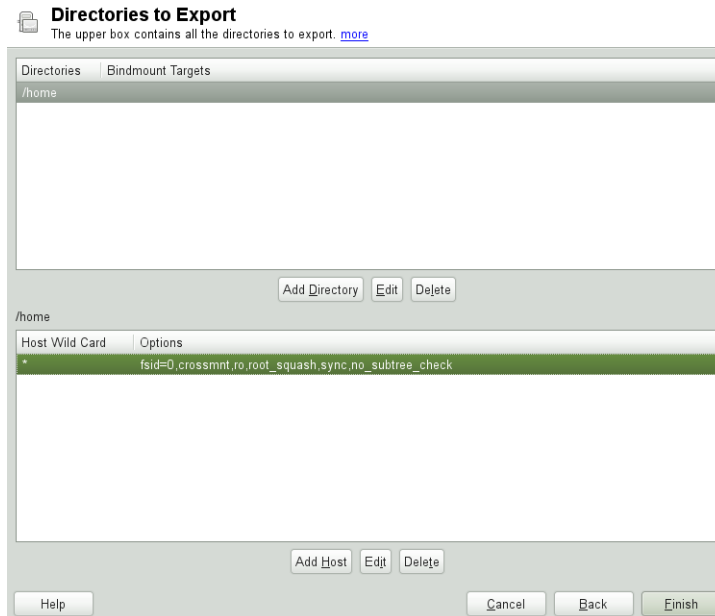 Directories to Export
The upper box contains all the directories to export. more
Directories Bindmount Targets
/home
Add Directory Edit Delete
/home
Host Wild Card Options
* fsid=0,crossmnt,ro,root_squash,sync,no_subtree_check
Add Host Edit Delete
Help Cancel Back Finish